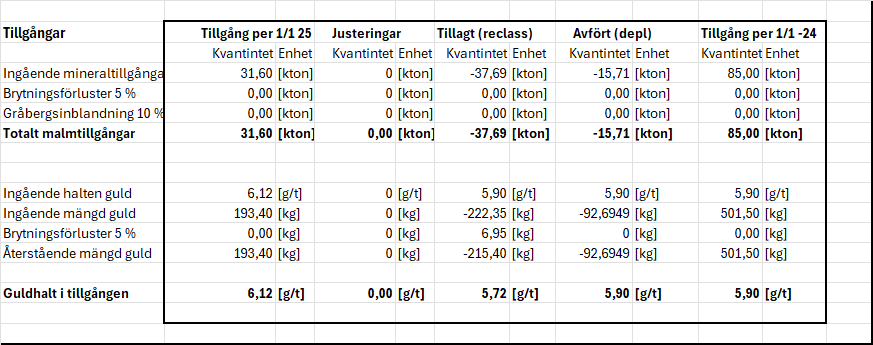 Tillgångar Tillgång per 1/1 25 Justeringar Tillagt (reclass) Avfört (depl) Tillgång per 1/1 -24
Kvantintet Enhet Kvantintet Enhet Kvantintet Enhet Kvantintet Enhet Kvantintet Enhet
Ingående mineraltillgånga 31,60 [kton] 0 [kton] -37,69 [kton] -15,71 [kton] 85,00 [kton]
Brytningsförluster 5 % 0,00 [kton] 0 [kton] 0,00 [kton] 0,00 [kton] 0,00 [kton]
Gråbergsinblandning 10 % 0,00 [kton] 0 [kton] 0,00 [kton] 0,00 [kton] 0,00 [kton]
Totalt malmtillgångar 31,60 [kton] 0,00 [kton] -37,69 [kton] -15,71 [kton] 85,00 [kton]
Ingående halten guld 6,12 [g/t] 0 [g/t] 5,90 [g/t] 5,90 [g/t] 5,90 [g/t]
Ingående mängd guld 193,40 [kg] 0 [kg] -222,35 [kg] -92,6949 [kg] 501,50 [kg]
Brytningsförluster 5 % 0,00 [kg] 0 [kg] 6,95 [kg] 0 [kg] 0,00 [kg]
Återstående mängd guld 193,40 [kg] 0 [kg] -215,40 [kg] -92,6949 [kg] 501,50 [kg]
Guldhalt i tillgången 6,12 [g/t] 0,00 [g/t] 5,72 [g/t] 5,90 [g/t] 5,90 [g/t]